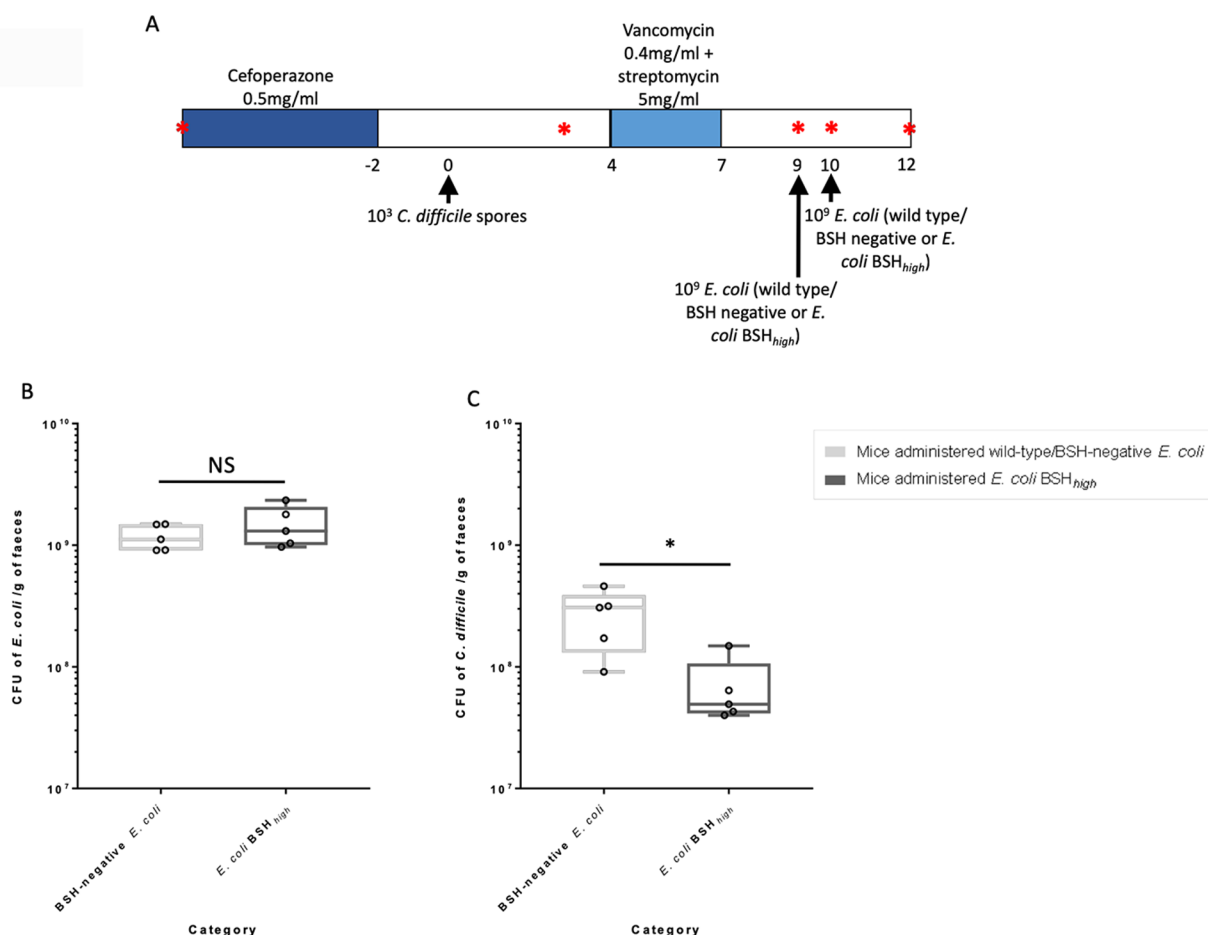 A
Cefoperazone
0.5mg/ml
Vancomycin
0.4mg/ml +
streptomycin
5mg/ml
* * * * *
-2 0 4 7 9 10 12
10³ C. difficile spores
10⁹ E. coli (wild type/
BSH negative or E.
coli BSHhigh)
10⁹ E. coli (wild type/
BSH negative or E.
coli BSHhigh)
B
CFU of E. coli /g of faeces
10¹⁰
10⁹
10⁸
10⁷
NS
BSH-negative E. coli
E. coli BSH high
Category
C
CFU of C. difficile /g of faeces
10¹⁰
10⁹
10⁸
10⁷
*
BSH-negative E. coli
E. coli BSH high
Category
Mice administered wild-type/BSH-negative E. coli
Mice administered E. coli BSHhigh